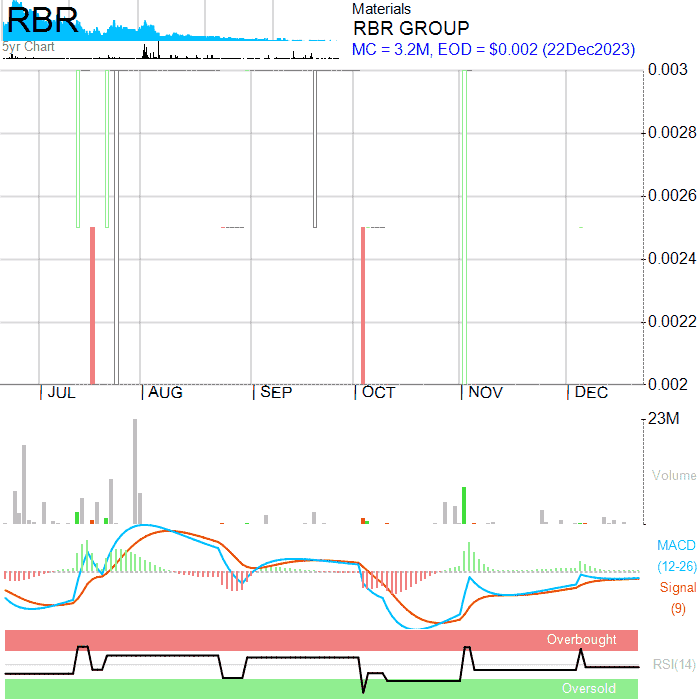 RBR
5yr Chart
Materials
RBR GROUP
MC = 3.2M, EOD = $0.002 (22Dec2023)
0.003
0.0028
0.0026
0.0024
0.0022
0.002
JUL AUG SEP OCT NOV DEC
23M
Volume
MACD
(12-26)
Signal
(9)
Overbought
RSI(14)
Oversold